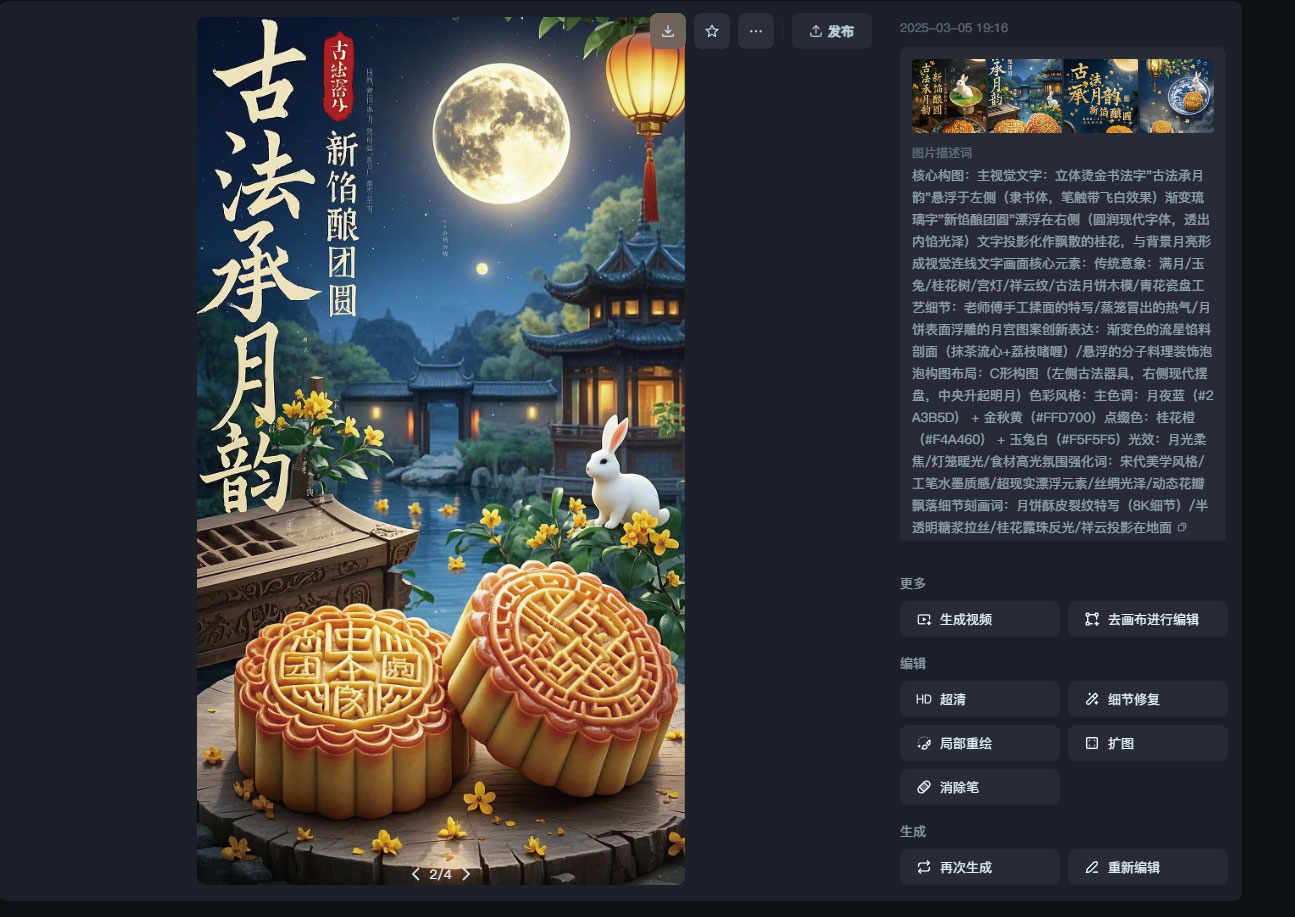 古法承月韵
新馅酿团圆
发布
2/4
2025-03-05 19:16
图片描述词
核心构图：主视觉文字：立体烫金书法字"古法承月
韵"悬浮于左侧（隶书体，笔触带飞白效果）渐变琉
璃字"新馅酿团圆"漂浮在右侧（圆润现代字体，透出
内馅光泽）文字投影化作飘散的桂花，与背景月亮形
成视觉连线文字画面核心元素：传统意象：满月/玉
兔/桂花树/宫灯/祥云纹/古法月饼木模/青花瓷盘工
艺细节：老师傅手工揉面的特写/蒸笼冒出的热气/月
饼表面浮雕的月宫图案创新表达：渐变色的流星馅料
剖面（抹茶流心+荔枝啫喱）/悬浮的分子料理装饰泡
泡构图布局：C形构图（左侧古法器具，右侧现代摆
盘，中央升起明月）色彩风格：主色调：月夜蓝（#2
A3B5D） + 金秋黄（#FFD700）点缀色：桂花橙
（#F4A460） + 玉兔白（#F5F5F5）光效：月光柔
焦/灯笼暖光/食材高光氛围强化词：宋代美学风格/
工笔水墨质感/超现实漂浮元素/丝绸光泽/动态花瓣
飘落细节刻画词：月饼酥皮裂纹特写（8K细节）/半
透明糖浆拉丝/桂花露珠反光/祥云投影在地面
更多
生成视频
去画布进行编辑
编辑
HD 超清
细节修复
局部重绘
扩图
消除笔
生成
再次生成
重新编辑